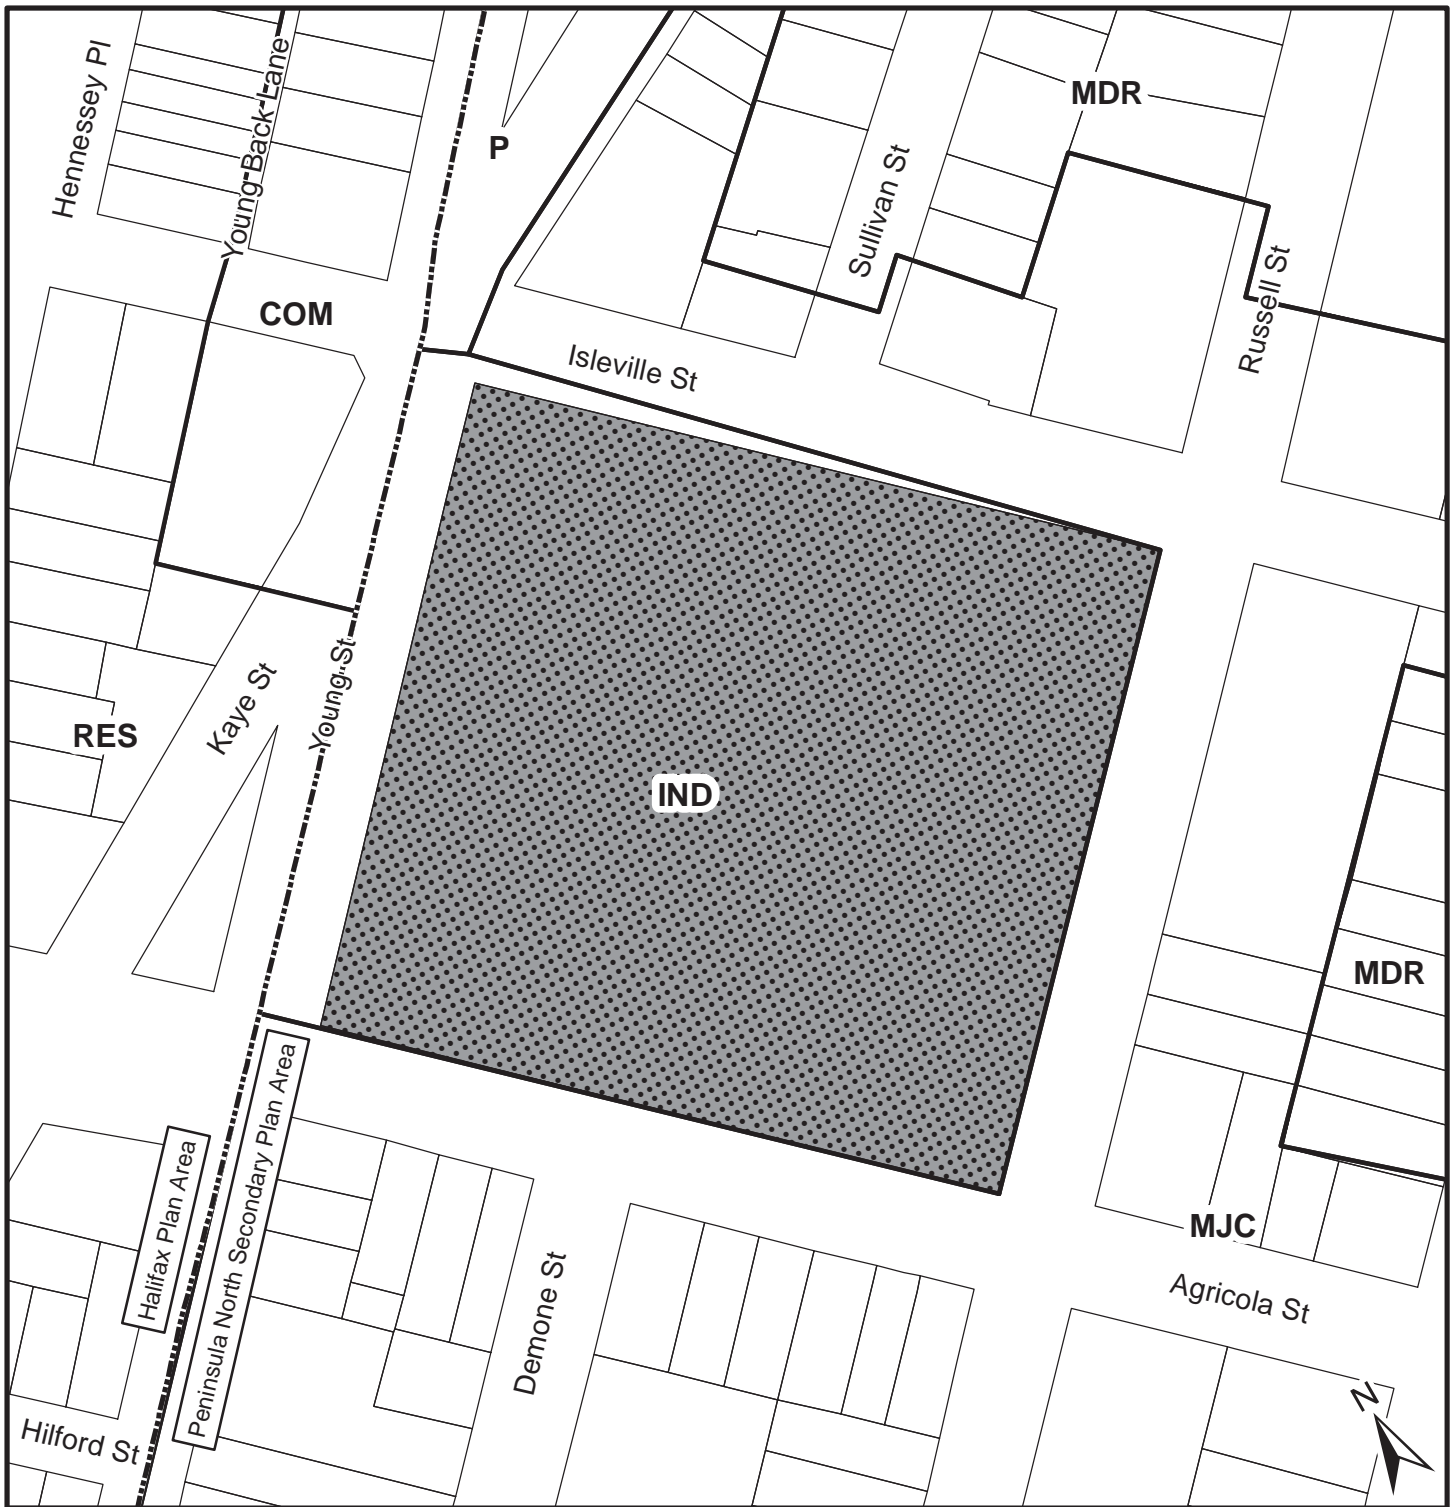 Hennessey Pl
Young Back Lane
P
MDR
Sullivan St
Russell St
COM
Isleville St
Kaye St
Young St
RES
IND
MDR
Halifax Plan Area
Peninsula North Secondary Plan Area
MJC
Agricola St
Demone St
Hilford St
N